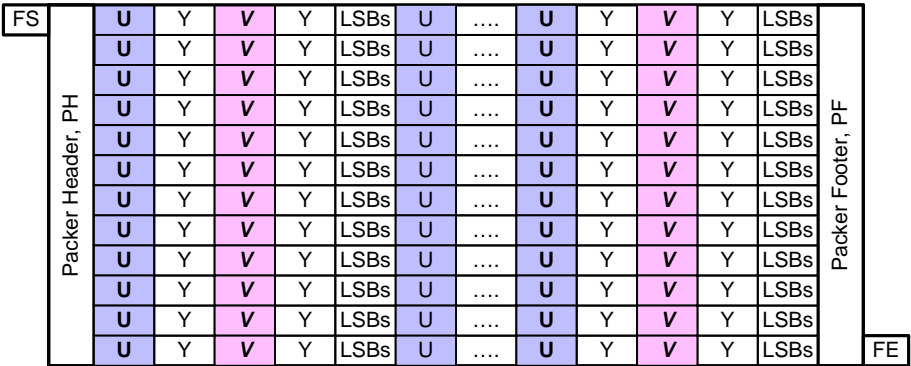 FS U Y V Y LSBs U .... U Y V Y LSBs
U Y V Y LSBs U .... U Y V Y LSBs
U Y V Y LSBs U .... U Y V Y LSBs
U Y V Y LSBs U .... U Y V Y LSBs
U Y V Y LSBs U .... U Y V Y LSBs
U Y V Y LSBs U .... U Y V Y LSBs
U Y V Y LSBs U .... U Y V Y LSBs
U Y V Y LSBs U .... U Y V Y LSBs
U Y V Y LSBs U .... U Y V Y LSBs
U Y V Y LSBs U .... U Y V Y LSBs
U Y V Y LSBs U .... U Y V Y LSBs
U Y V Y LSBs U .... U Y V Y LSBs FE
Packer Header, PH
Packer Footer, PF